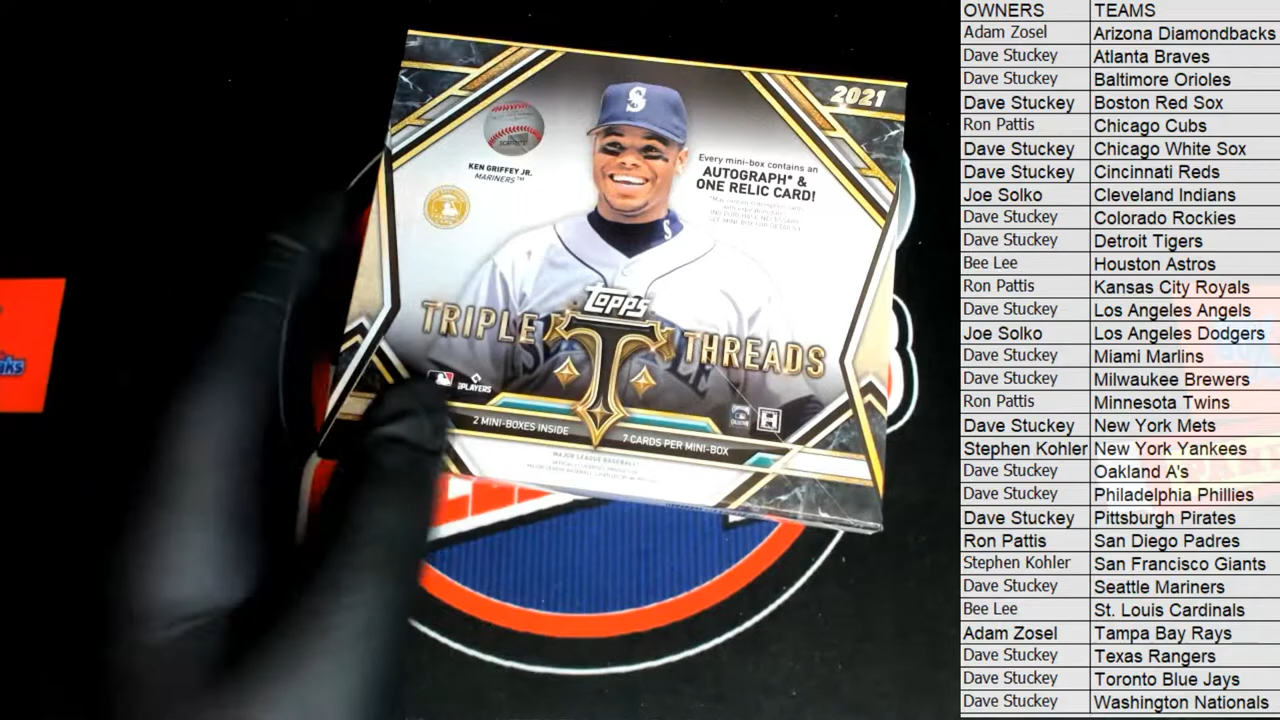 2021
KEN GRIFFEY JR.
MARINERS™
Every mini-box contains an
AUTOGRAPH* &
ONE RELIC CARD!
S
S
Topps
TRIPLE T THREADS
2 MINI-BOXES INSIDE
7 CARDS PER MINI-BOX
MAJOR LEAGUE BASEBALL
PLAYERS
aks
OWNERS TEAMS
Adam Zosel Arizona Diamondbacks
Dave Stuckey Atlanta Braves
Dave Stuckey Baltimore Orioles
Dave Stuckey Boston Red Sox
Ron Pattis Chicago Cubs
Dave Stuckey Chicago White Sox
Dave Stuckey Cincinnati Reds
Joe Solko Cleveland Indians
Dave Stuckey Colorado Rockies
Dave Stuckey Detroit Tigers
Bee Lee Houston Astros
Ron Pattis Kansas City Royals
Dave Stuckey Los Angeles Angels
Joe Solko Los Angeles Dodgers
Dave Stuckey Miami Marlins
Dave Stuckey Milwaukee Brewers
Ron Pattis Minnesota Twins
Dave Stuckey New York Mets
Stephen Kohler New York Yankees
Dave Stuckey Oakland A's
Dave Stuckey Philadelphia Phillies
Dave Stuckey Pittsburgh Pirates
Ron Pattis San Diego Padres
Stephen Kohler San Francisco Giants
Dave Stuckey Seattle Mariners
Bee Lee St. Louis Cardinals
Adam Zosel Tampa Bay Rays
Dave Stuckey Texas Rangers
Dave Stuckey Toronto Blue Jays
Dave Stuckey Washington Nationals